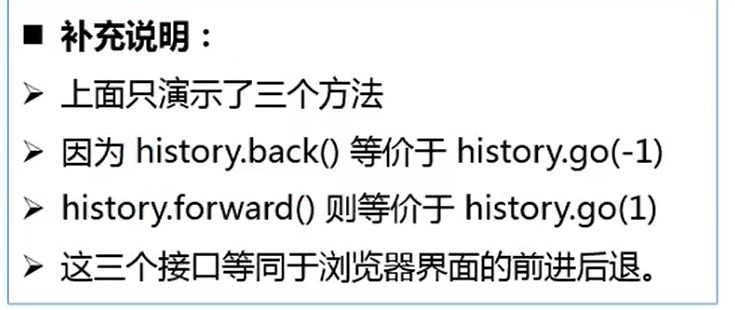 ■ 补充说明：
➢ 上面只演示了三个方法
➢ 因为 history.back() 等价于 history.go(-1)
➢ history.forward() 则等价于 history.go(1)
➢ 这三个接口等同于浏览器界面的前进后退。